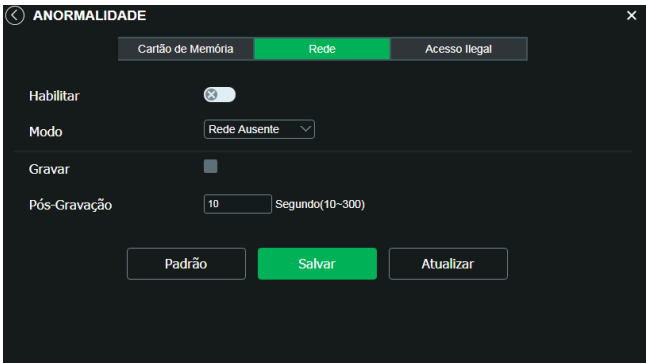 ANORMALIDADE
Cartão de Memória Rede Acesso Ilegal
Habilitar
Modo Rede Ausente
Gravar
Pós-Gravação 10 Segundo(10~300)
Padrão Salvar Atualizar